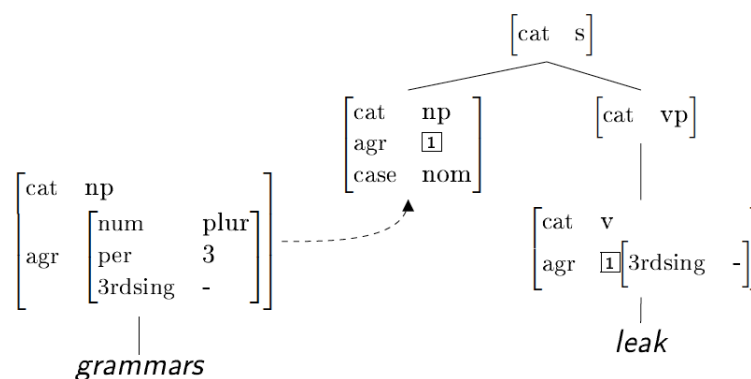 cat s
cat np
agr 1
case nom
cat vp
cat np
agr
num plur
per 3
3rdsing -
grammars
cat v
agr 1 3rdsing -
leak